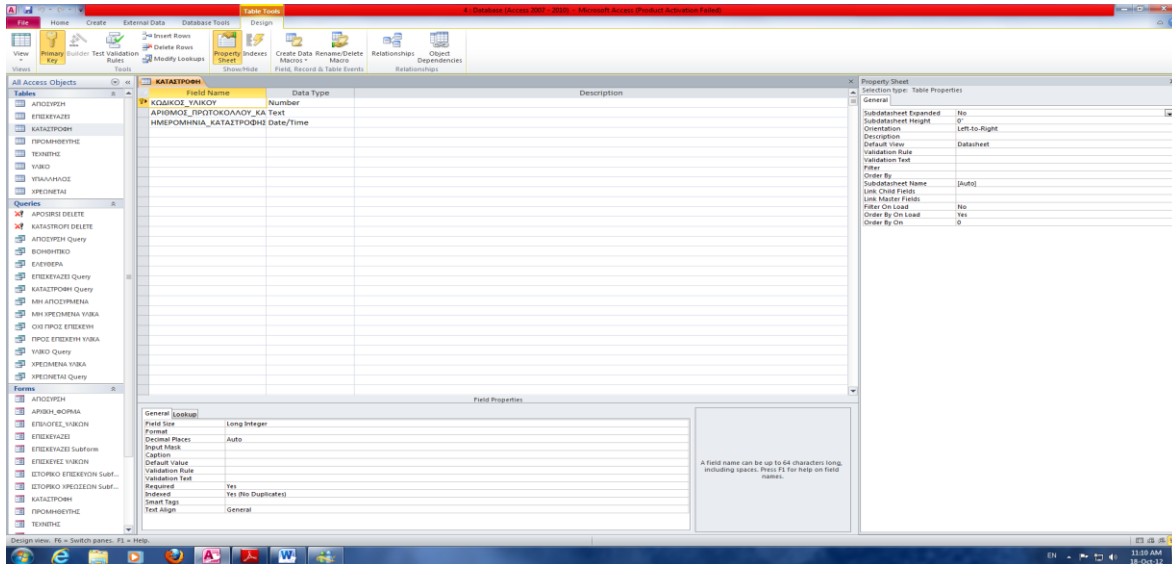 Table Tools
4 : Database (Access 2007 - 2010) - Microsoft Access (Product Activation Failed)
File Home Create External Data Database Tools Design
View
Primary Key
Builder
Test Validation Rules
Insert Rows
Delete Rows
Modify Lookups
Property Sheet
Indexes
Create Data Macros
Rename/Delete Macro
Relationships
Object Dependencies
Views Tools Show/Hide Field, Record & Table Events Relationships
All Access Objects
Tables
ΑΠΟΣΥΡΣΗ
ΕΠΙΣΚΕΥΑΖΕΙ
ΚΑΤΑΣΤΡΟΦΗ
ΠΡΟΜΗΘΕΥΤΗΣ
ΤΕΧΝΙΤΗΣ
ΥΛΙΚΟ
ΥΠΑΛΛΗΛΟΣ
ΧΡΕΩΝΕΤΑΙ
Queries
APOSIRSI DELETE
KATASTROFI DELETE
ΑΠΟΣΥΡΣΗ Query
ΒΟΗΘΗΤΙΚΟ
ΕΛΕΥΘΕΡΑ
ΕΠΙΣΚΕΥΑΖΕΙ Query
ΚΑΤΑΣΤΡΟΦΗ Query
ΜΗ ΑΠΟΣΥΡΜΕΝΑ
ΜΗ ΧΡΕΩΜΕΝΑ ΥΛΙΚΑ
ΟΧΙ ΠΡΟΣ ΕΠΙΣΚΕΥΗ
ΠΡΟΣ ΕΠΙΣΚΕΥΗ ΥΛΙΚΑ
ΥΛΙΚΟ Query
ΧΡΕΩΜΕΝΑ ΥΛΙΚΑ
ΧΡΕΩΝΕΤΑΙ Query
Forms
ΑΠΟΣΥΡΣΗ
ΑΡΧΙΚΗ_ΦΟΡΜΑ
ΕΠΙΛΟΓΕΣ_ΥΛΙΚΩΝ
ΕΠΙΣΚΕΥΑΖΕΙ
ΕΠΙΣΚΕΥΑΖΕΙ Subform
ΕΠΙΣΚΕΥΕΣ ΥΛΙΚΩΝ
ΙΣΤΟΡΙΚΟ ΕΠΙΣΚΕΥΩΝ Subf...
ΙΣΤΟΡΙΚΟ ΧΡΕΩΣΕΩΝ Subf...
ΚΑΤΑΣΤΡΟΦΗ
ΠΡΟΜΗΘΕΥΤΗΣ
ΤΕΧΝΙΤΗΣ
ΚΑΤΑΣΤΡΟΦΗ
Field Name Data Type Description
ΚΩΔΙΚΟΣ_ΥΛΙΚΟΥ Number
ΑΡΙΘΜΟΣ_ΠΡΩΤΟΚΟΛΛΟΥ_ΚΑ Text
ΗΜΕΡΟΜΗΝΙΑ_ΚΑΤΑΣΤΡΟΦΗΣ Date/Time
Field Properties
General Lookup
Field Size Long Integer
Format
Decimal Places Auto
Input Mask
Caption
Default Value
Validation Rule
Validation Text
Required Yes
Indexed Yes (No Duplicates)
Smart Tags
Text Align General
A field name can be up to 64 characters long,
including spaces. Press F1 for help on field
names.
Property Sheet
Selection type: Table Properties
General
Subdatasheet Expanded No
Subdatasheet Height 0"
Orientation Left-to-Right
Description
Default View Datasheet
Validation Rule
Validation Text
Filter
Order By
Subdatasheet Name [Auto]
Link Child Fields
Link Master Fields
Filter On Load No
Order By On Load Yes
Order By On 0
Design view. F6 = Switch panes. F1 = Help.
EN
11:10 AM
18-Oct-12